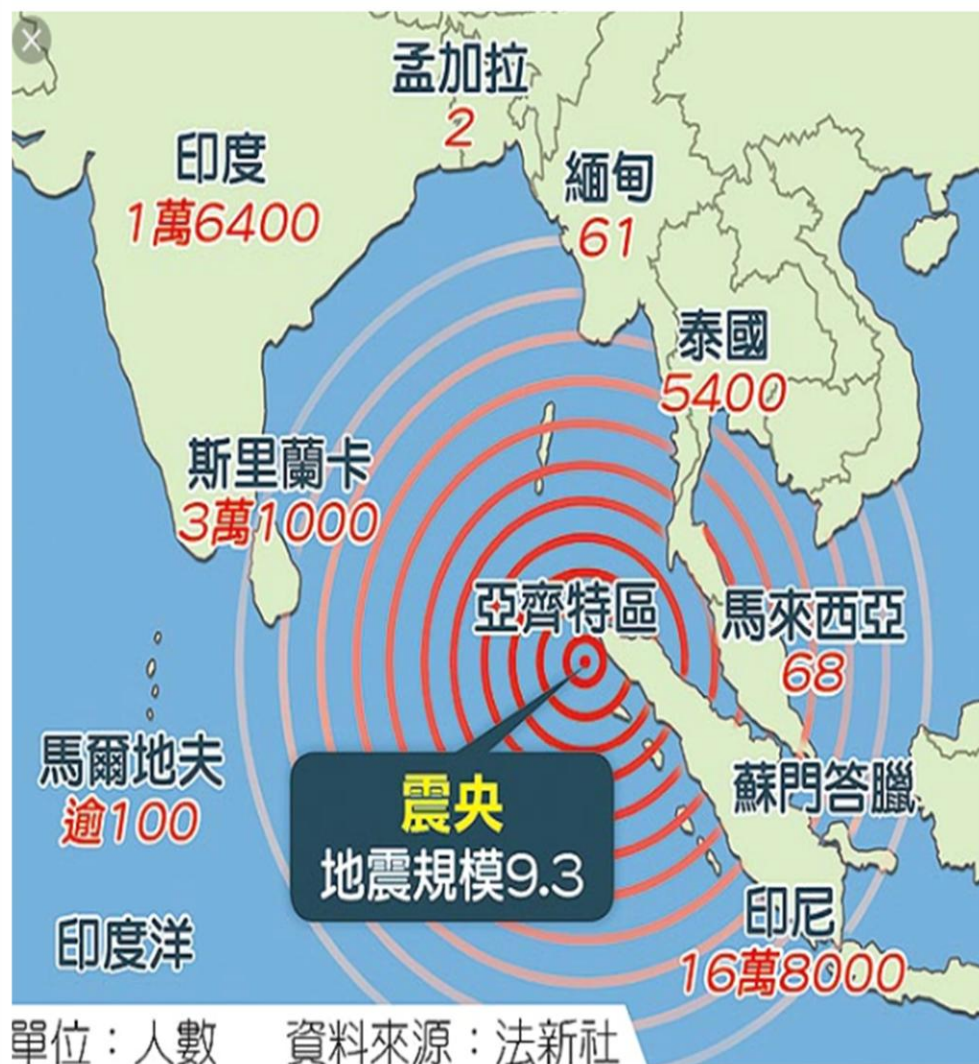 孟加拉
2
印度
1萬6400
緬甸
61
泰國
5400
斯里蘭卡
3萬1000
亞齊特區
馬來西亞
68
馬爾地夫
逾100
震央
地震規模9.3
蘇門答臘
印尼
16萬8000
印度洋
單位：人數 資料來源：法新社